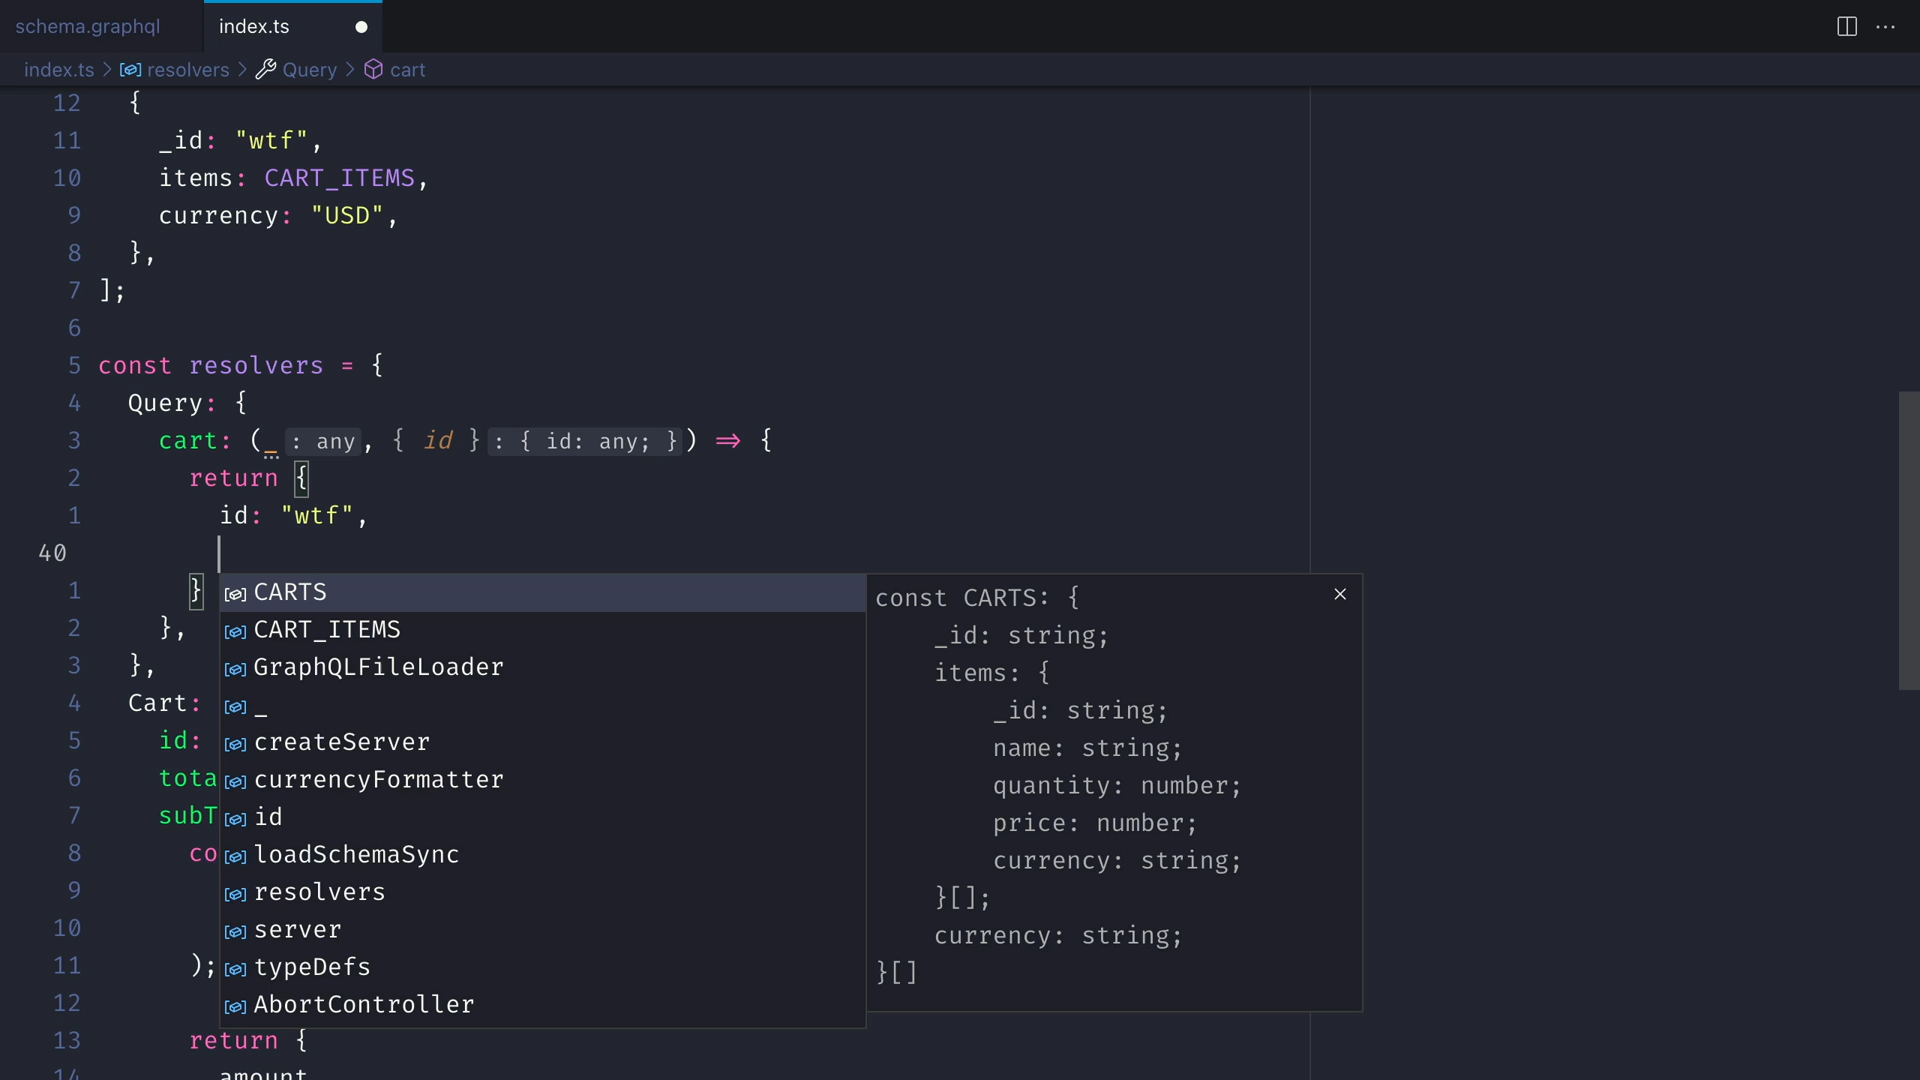 schema.graphql
index.ts
index.ts > resolvers > Query > cart
12 {
11 _id: "wtf",
10 items: CART_ITEMS,
9 currency: "USD",
8 },
7 ];
6
5 const resolvers = {
4 Query: {
3 cart: (_: any, { id }: { id: any; }) => {
2 return {
1 id: "wtf",
40
1 }
2 },
3 },
4 Cart:
5 id:
6 tota
7 subT
8 co
9
10
11 );
12
13 return {
14 amount
CARTS
CART_ITEMS
GraphQLFileLoader
_
createServer
currencyFormatter
id
loadSchemaSync
resolvers
server
typeDefs
AbortController
const CARTS: {
_id: string;
items: {
_id: string;
name: string;
quantity: number;
price: number;
currency: string;
}[];
currency: string;
}[]